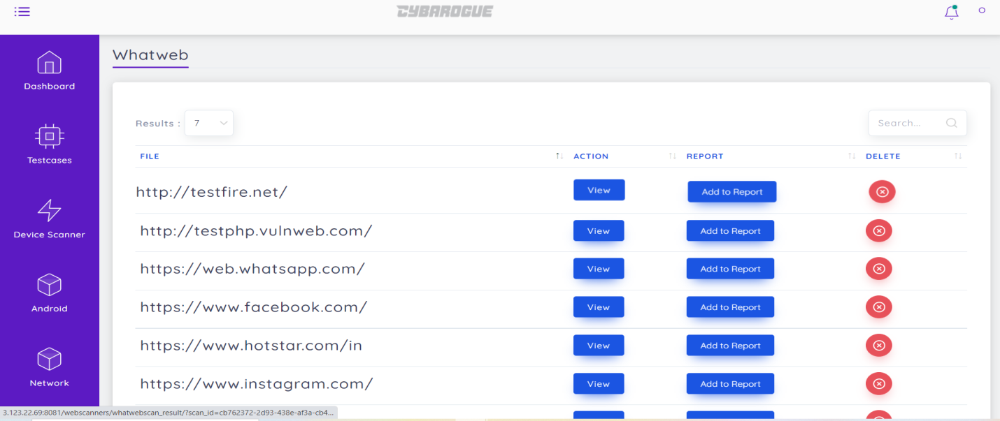 CYBAROGUE
Dashboard
Testcases
Device Scanner
Android
Network
Whatweb
Results : 7
Search...
FILE ACTION REPORT DELETE
http://testfire.net/ View Add to Report
http://testphp.vulnweb.com/ View Add to Report
https://web.whatsapp.com/ View Add to Report
https://www.facebook.com/ View Add to Report
https://www.hotstar.com/in View Add to Report
https://www.instagram.com/ View Add to Report
3.123.22.69:8081/webscanners/whatwebscan_result/?scan_id=cb762372-2d93-438e-af3a-cb4...